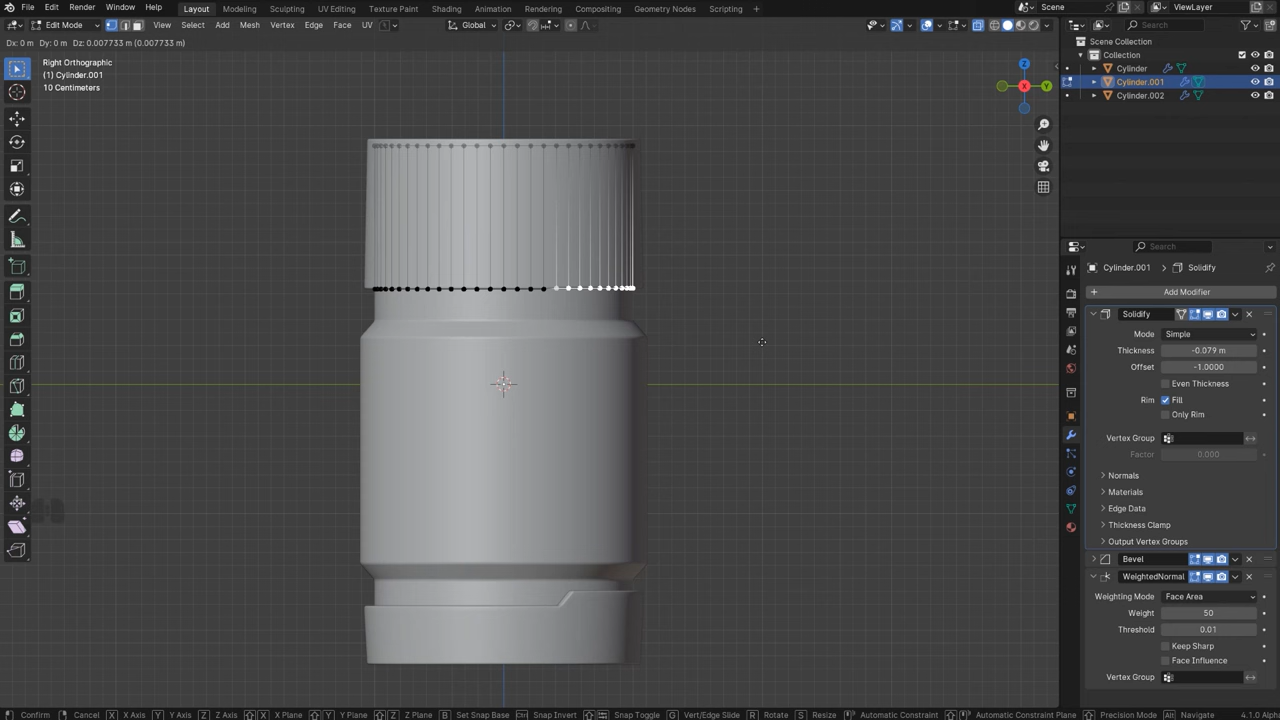 File Edit Render Window Help Layout Modeling Sculpting UV Editing Texture Paint Shading Animation Rendering Compositing Geometry Nodes Scripting + Scene ViewLayer
Edit Mode View Select Add Mesh Vertex Edge Face UV Global Search
Dx: 0 m Dy: 0 m Dz: 0.007733 m (0.007733 m)
Right Orthographic
(1) Cylinder.001
10 Centimeters
Z
X
Y
Scene Collection
Collection
Cylinder
Cylinder.001
Cylinder.002
Search
Cylinder.001 > Solidify
+ Add Modifier
Solidify
Mode Simple
Thickness -0.079 m
Offset -1.0000
Even Thickness
Rim Fill
Only Rim
Vertex Group
Factor 0.000
Normals
Materials
Edge Data
Thickness Clamp
Output Vertex Groups
Bevel
WeightedNormal
Weighting Mode Face Area
Weight 50
Threshold 0.01
Keep Sharp
Face Influence
Vertex Group
Confirm Cancel X X Axis Y Y Axis Z Z Axis X X Plane Y Y Plane Z Z Plane B Set Snap Base Snap Invert Snap Toggle G Vert/Edge Slide R Rotate S Resize Automatic Constraint Automatic Constraint Plane Precision Mode 4.1.0 Alpha